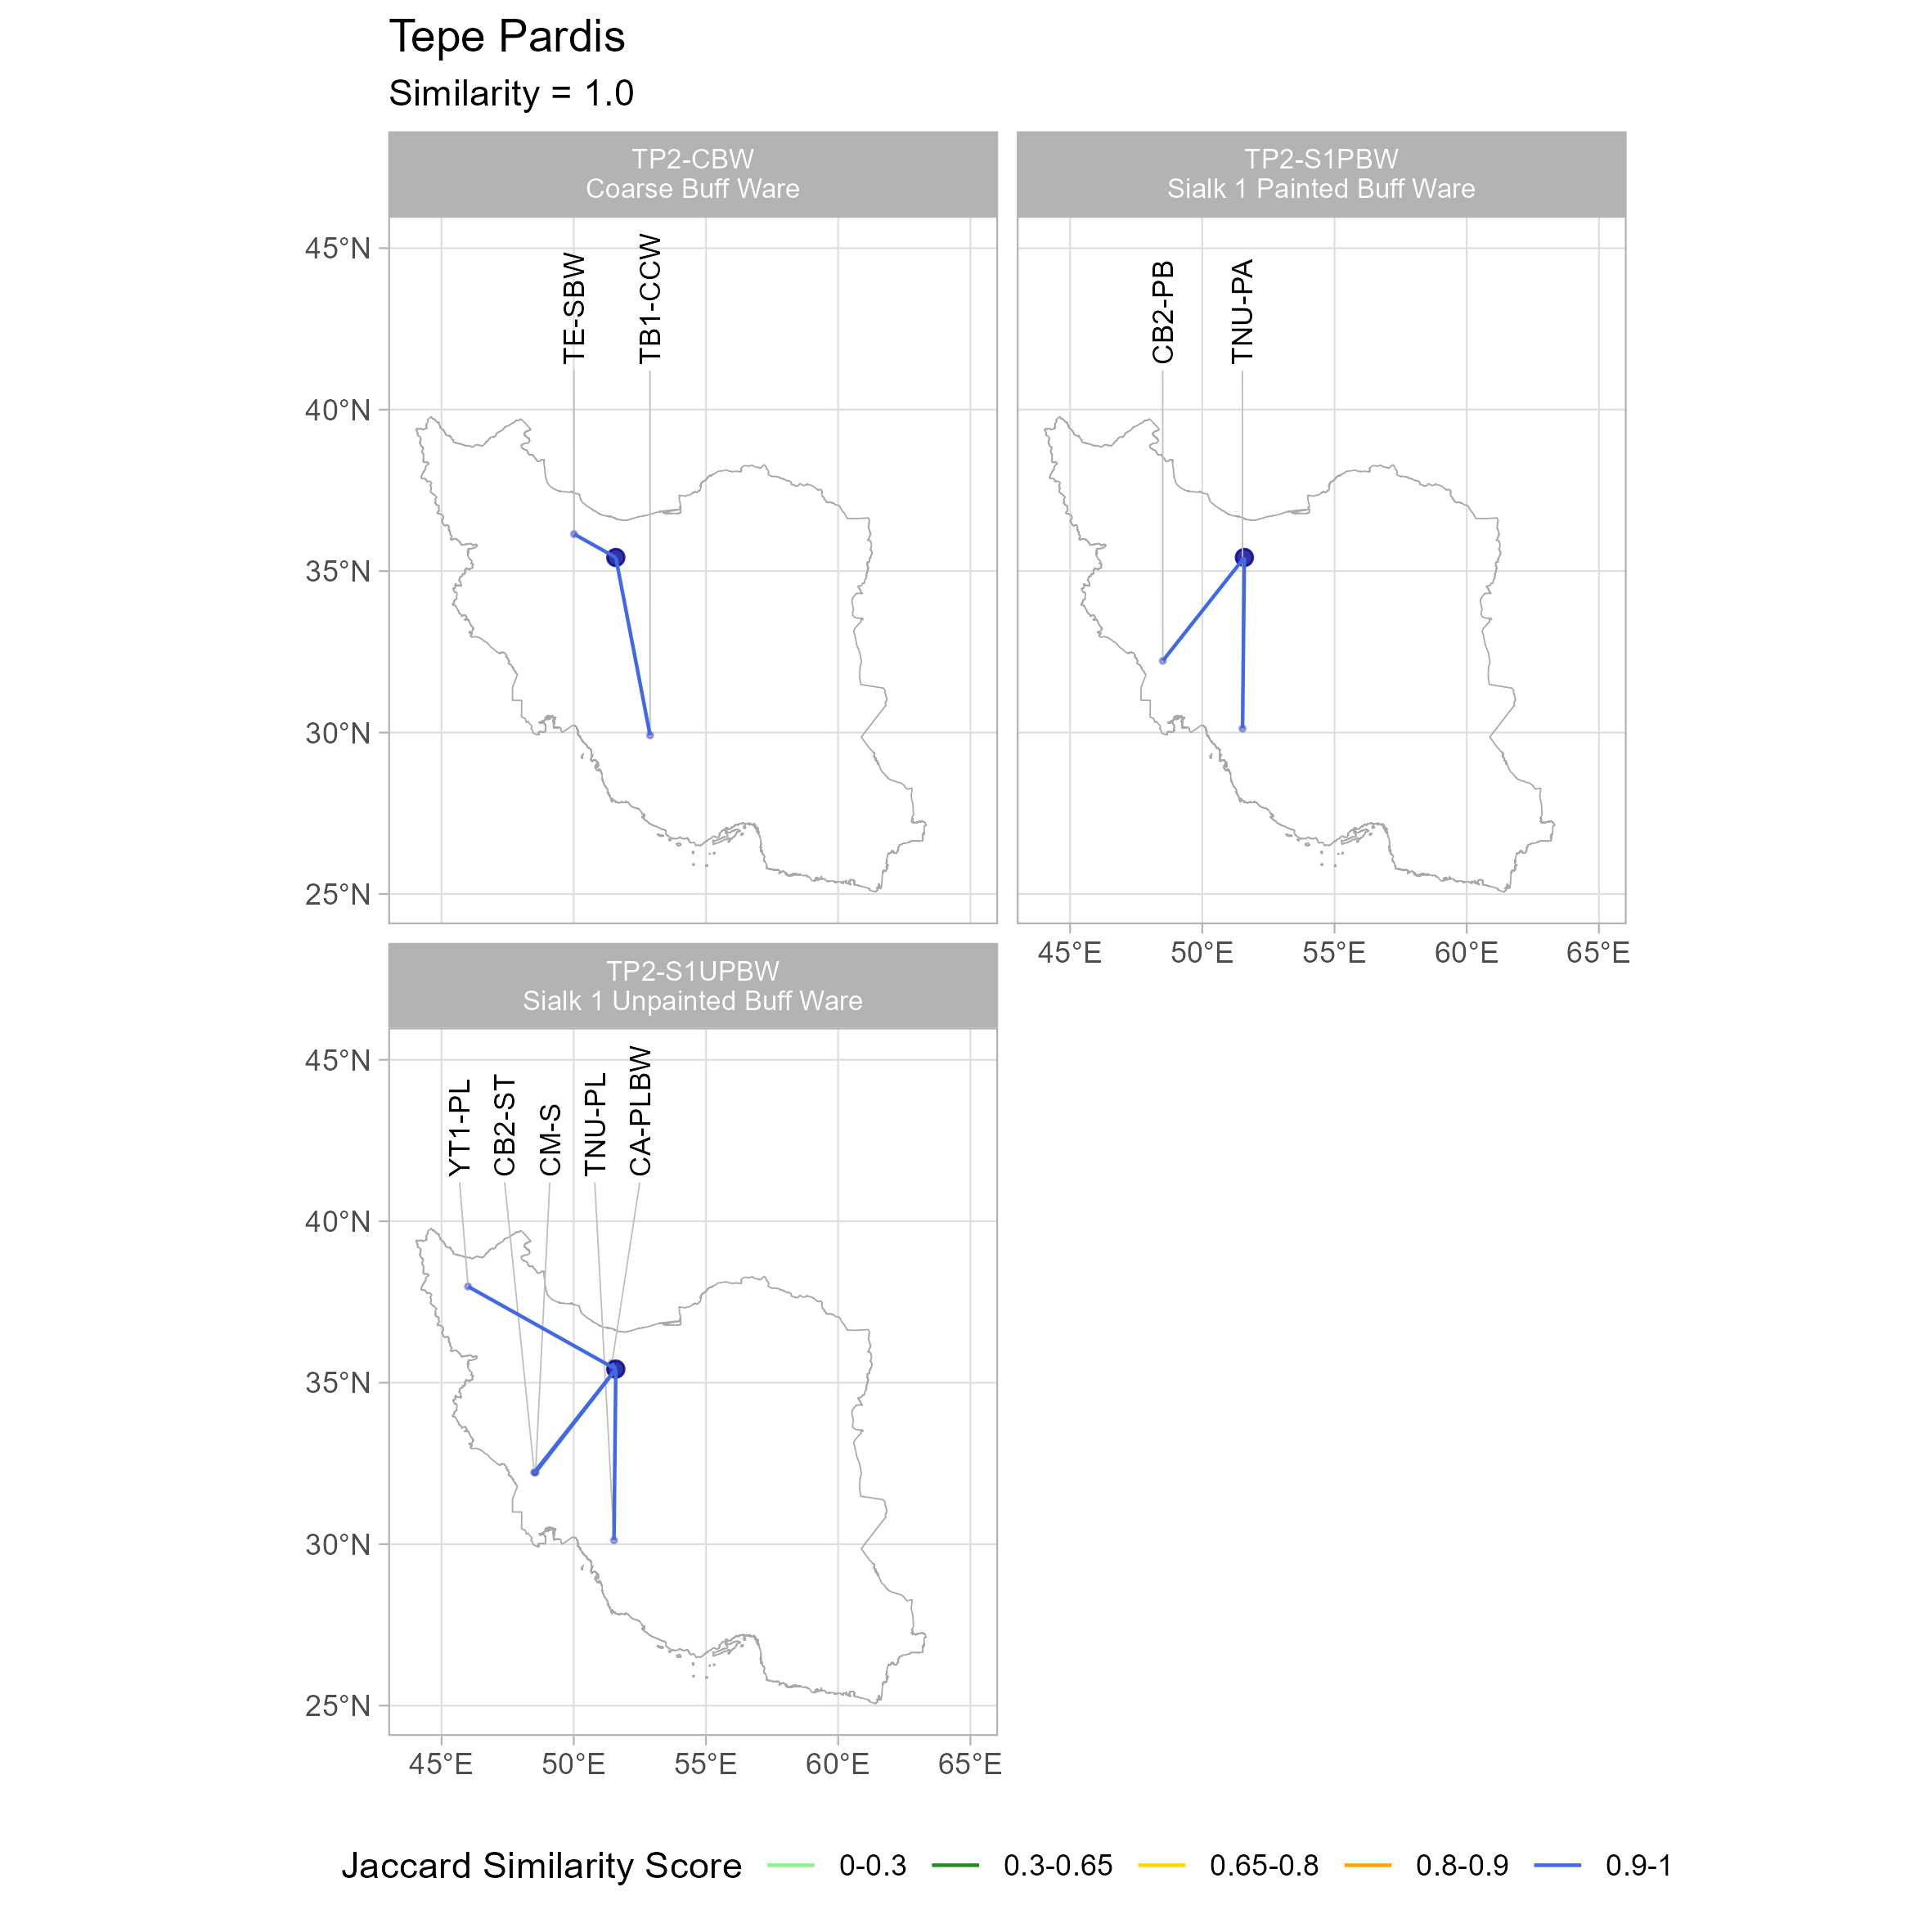 Tepe Pardis
Similarity = 1.0
TP2-CBW
Coarse Buff Ware
TP2-S1PBW
Sialk 1 Painted Buff Ware
45°N
40°N
35°N
30°N
25°N
TE-SBW
TB1-CCW
CB2-PB
TNU-PA
45°E 50°E 55°E 60°E 65°E
TP2-S1UPBW
Sialk 1 Unpainted Buff Ware
45°N
40°N
35°N
30°N
25°N
YT1-PL
CB2-ST
CM-S
TNU-PL
CA-PLBW
45°E 50°E 55°E 60°E 65°E
Jaccard Similarity Score 0-0.3 0.3-0.65 0.65-0.8 0.8-0.9 0.9-1